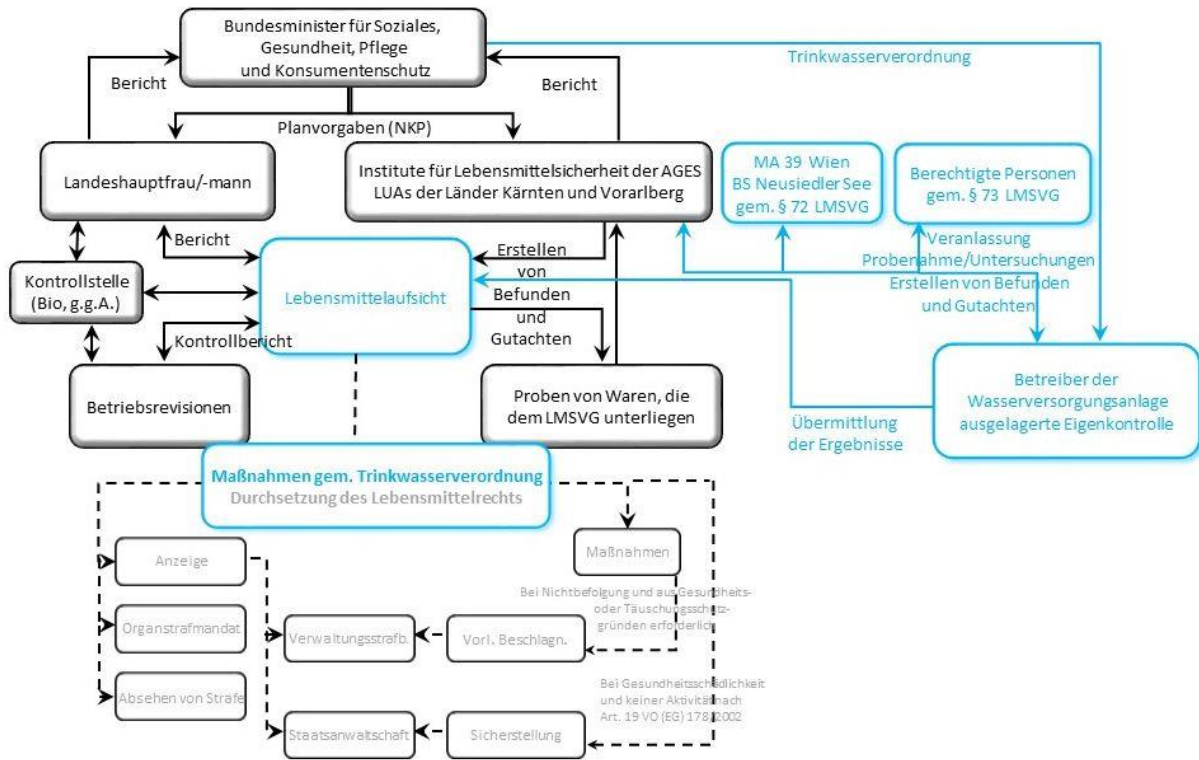 Bundesminister für Soziales,
Gesundheit, Pflege
und Konsumentenschutz
Trinkwasserverordnung
Bericht
Bericht
Planvorgaben (NKP)
Landeshauptfrau/-mann
Institute für Lebensmittelsicherheit der AGES
LUAs der Länder Kärnten und Vorarlberg
MA 39 Wien
BS Neusiedler See
gem. § 72 LMSVG
Berechtigte Personen
gem. § 73 LMSVG
Bericht
Erstellen
von
Befunden
und
Gutachten
Veranlassung
Probenahme/Untersuchungen
Erstellen von Befunden
und Gutachten
Kontrollstelle
(Bio, g.g.A.)
Lebensmittelaufsicht
Kontrollbericht
Betriebsrevisionen
Proben von Waren, die
dem LMSVG unterliegen
Betreiber der
Wasserversorgungsanlage
ausgelagerte Eigenkontrolle
Übermittlung
der Ergebnisse
Maßnahmen gem. Trinkwasserverordnung
Durchsetzung des Lebensmittelrechts
Anzeige
Maßnahmen
Bei Nichtbefolgung und aus Gesundheits-
oder Täuschungsschutz-
gründen erforderlich
Organstrafmandat
Verwaltungsstrafb.
Vorl. Beschlagn.
Absehen von Strafe
Bei Gesundheitsschädlichkeit
und keiner Aktivität nach
Art. 19 VO (EG) 178/2002
Staatsanwaltschaft
Sicherstellung